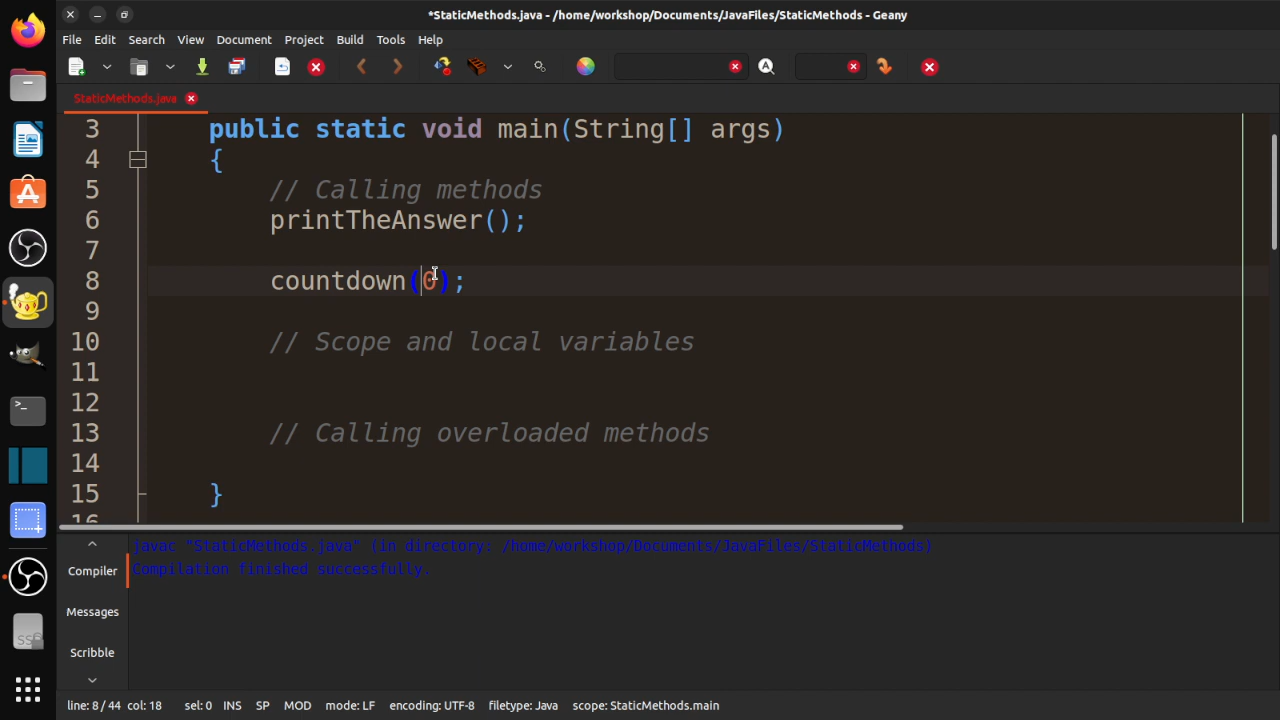 *StaticMethods.java - /home/workshop/Documents/JavaFiles/StaticMethods - Geany
File Edit Search View Document Project Build Tools Help
StaticMethods.java
3 public static void main(String[] args)
4 {
5 // Calling methods
6 printTheAnswer();
7
8 countdown(0);
9
10 // Scope and local variables
11
12
13 // Calling overloaded methods
14
15 }
16
javac "StaticMethods.java" (in directory: /home/workshop/Documents/JavaFiles/StaticMethods)
Compilation finished successfully.
Compiler
Messages
Scribble
line: 8 / 44 col: 18 sel: 0 INS SP MOD mode: LF encoding: UTF-8 filetype: Java scope: StaticMethods.main